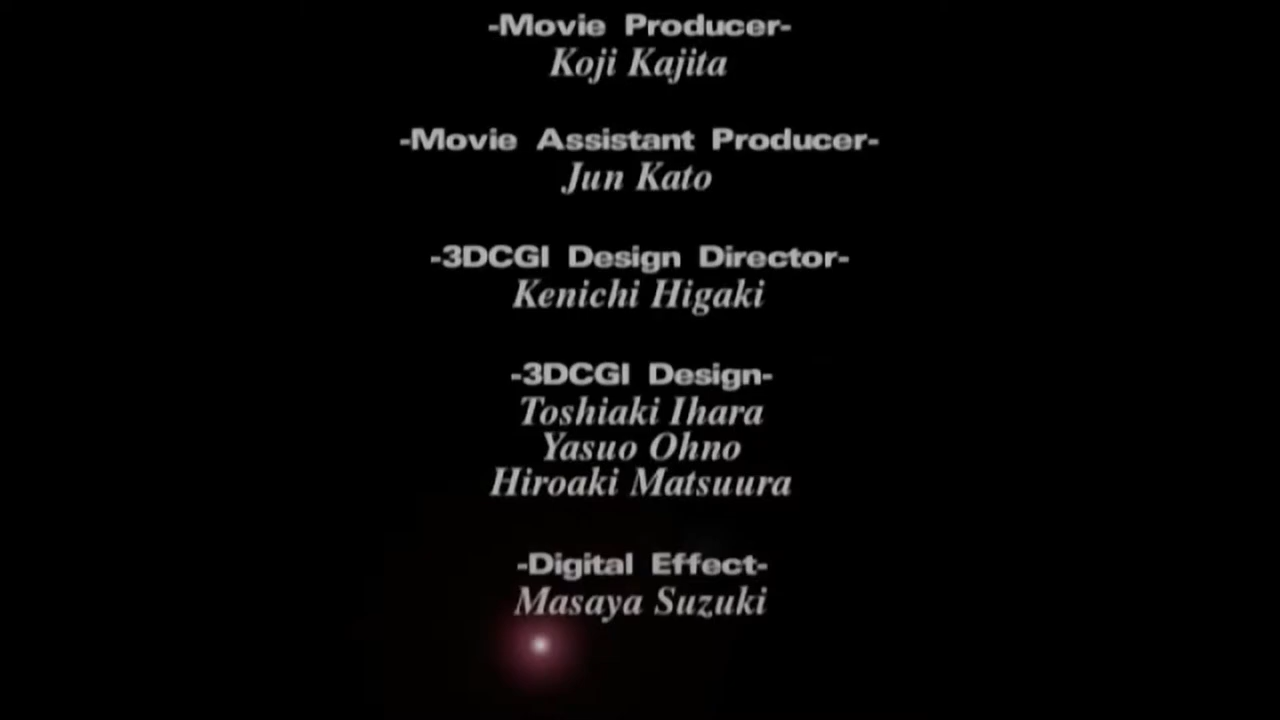 -Movie Producer-
Koji Kajita
-Movie Assistant Producer-
Jun Kato
-3DCGI Design Director-
Kenichi Higaki
-3DCGI Design-
Toshiaki Ihara
Yasuo Ohno
Hiroaki Matsuura
-Digital Effect-
Masaya Suzuki